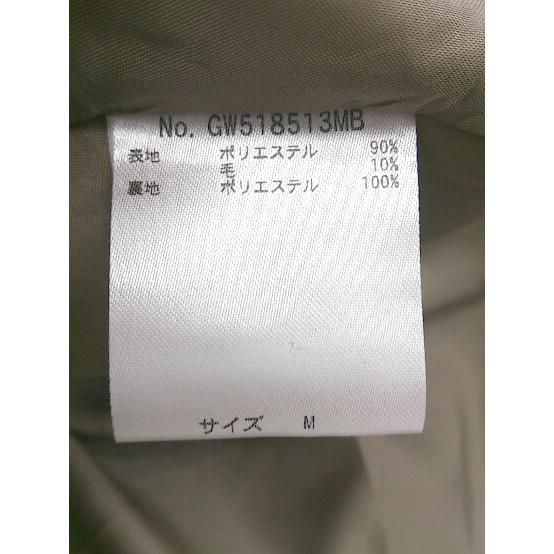 No. GW518513MB
表地 ポリエステル 90%
毛 10%
裏地 ポリエステル 100%
サイズ M